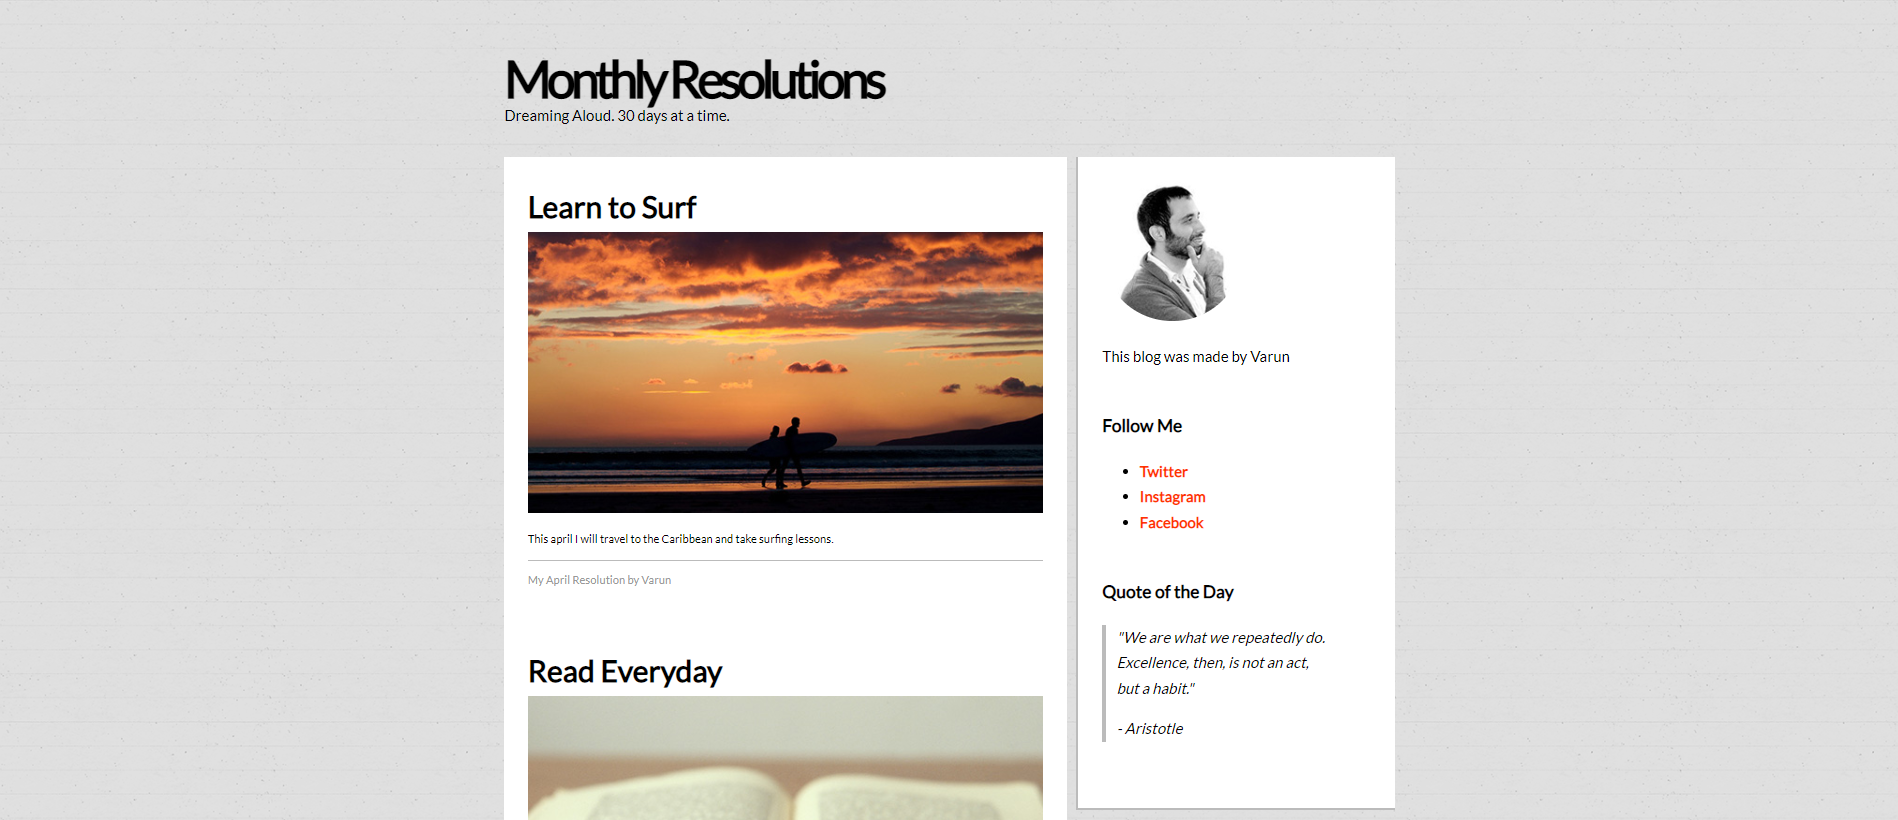 Monthly Resolutions
Dreaming Aloud. 30 days at a time.
Learn to Surf
This april I will travel to the Caribbean and take surfing lessons.
My April Resolution by Varun
Read Everyday
This blog was made by Varun
Follow Me
Twitter
Instagram
Facebook
Quote of the Day
"We are what we repeatedly do.
Excellence, then, is not an act,
but a habit."
- Aristotle